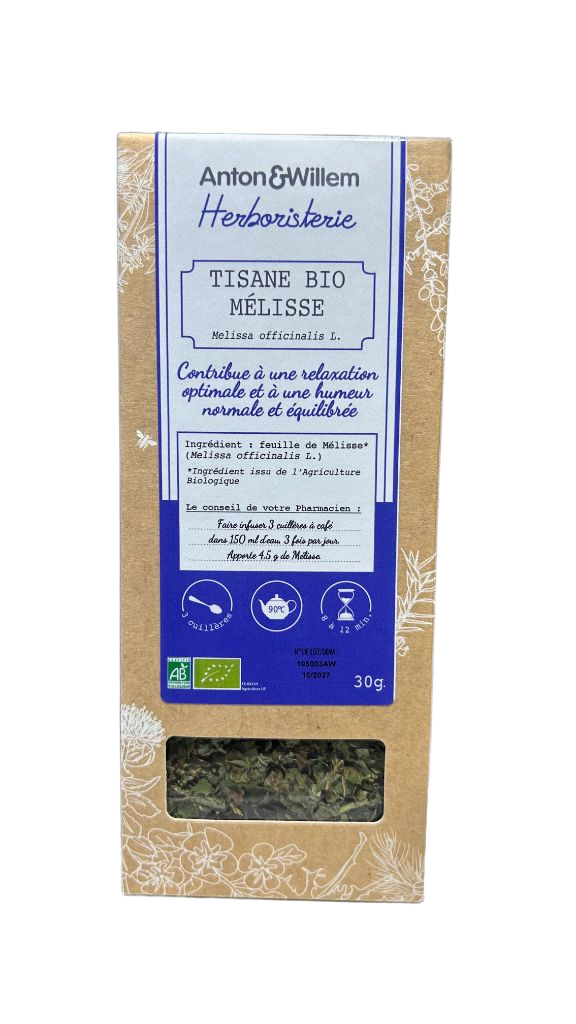 Anton&Willem
Herboristerie
TISANE BIO
MÉLISSE
Melissa officinalis L.
Contribue à une relaxation
optimale et à une humeur
normale et équilibrée
Ingrédient : feuille de Mélisse*
(Melissa officinalis L.)
*Ingrédient issu de l'Agriculture
Biologique
Le conseil de votre Pharmacien :
Faire infuser 3 cuillères à café
dans 150 ml d'eau, 3 fois par jour.
Apporte 4.5 g de Mélisse.
3 cuillères
90°C
8 à 12 min.
N° DE LOT/DDM :
105003AW
10/2027
AB
Agriculture UE
30g.